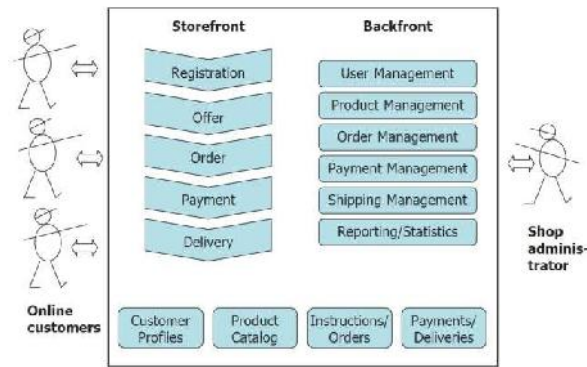 Storefront
Backfront
Registration
Offer
Order
Payment
Delivery
User Management
Product Management
Order Management
Payment Management
Shipping Management
Reporting/Statistics
Online
customers
Shop
adminis-
trator
Customer
Profiles
Product
Catalog
Instructions/
Orders
Payments/
Deliveries